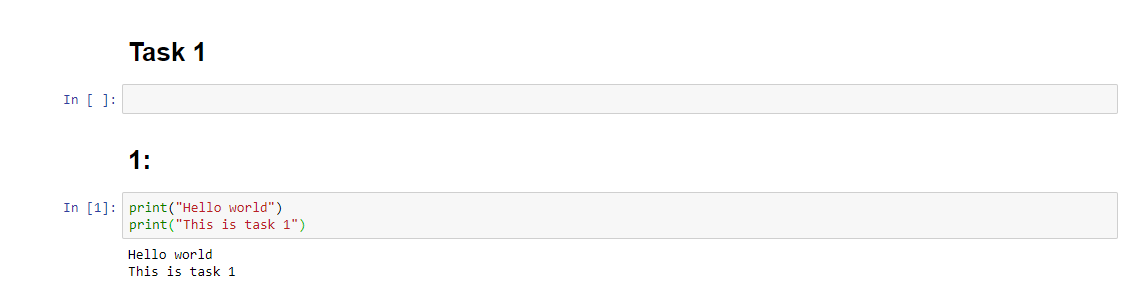 Task 1
In [ ]:
1:
In [1]: print("Hello world")
print("This is task 1")
Hello world
This is task 1